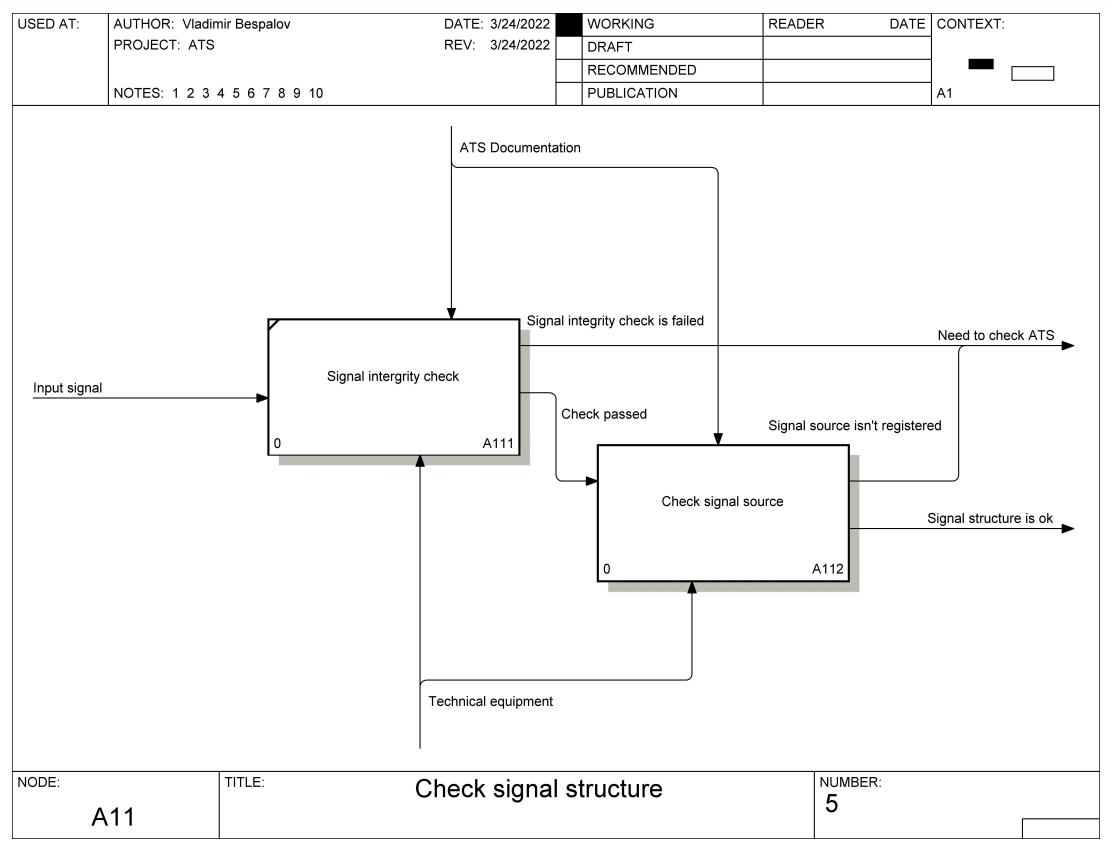 USED AT:
AUTHOR: Vladimir Bespalov
DATE: 3/24/2022
WORKING
READER
DATE
CONTEXT:
PROJECT: ATS
REV: 3/24/2022
DRAFT
RECOMMENDED
NOTES: 1 2 3 4 5 6 7 8 9 10
PUBLICATION
A1
ATS Documentation
Signal integrity check is failed
Need to check ATS
Signal intergrity check
Input signal
Check passed
Signal source isn't registered
0
A111
Check signal source
Signal structure is ok
0
A112
Technical equipment
NODE:
A11
TITLE:
Check signal structure
NUMBER:
5